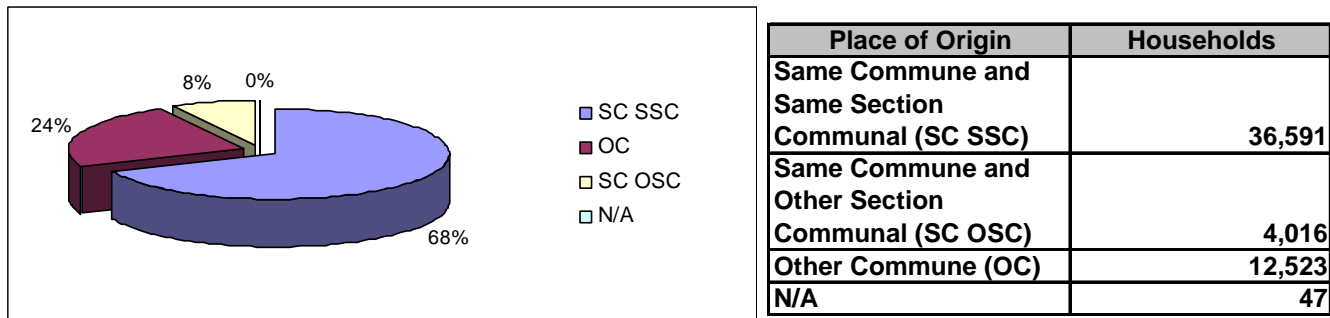 8%
0%
24%
68%
SC SSC
OC
SC OSC
N/A
Place of Origin Households
Same Commune and
Same Section
Communal (SC SSC) 36,591
Same Commune and
Other Section
Communal (SC OSC) 4,016
Other Commune (OC) 12,523
N/A 47